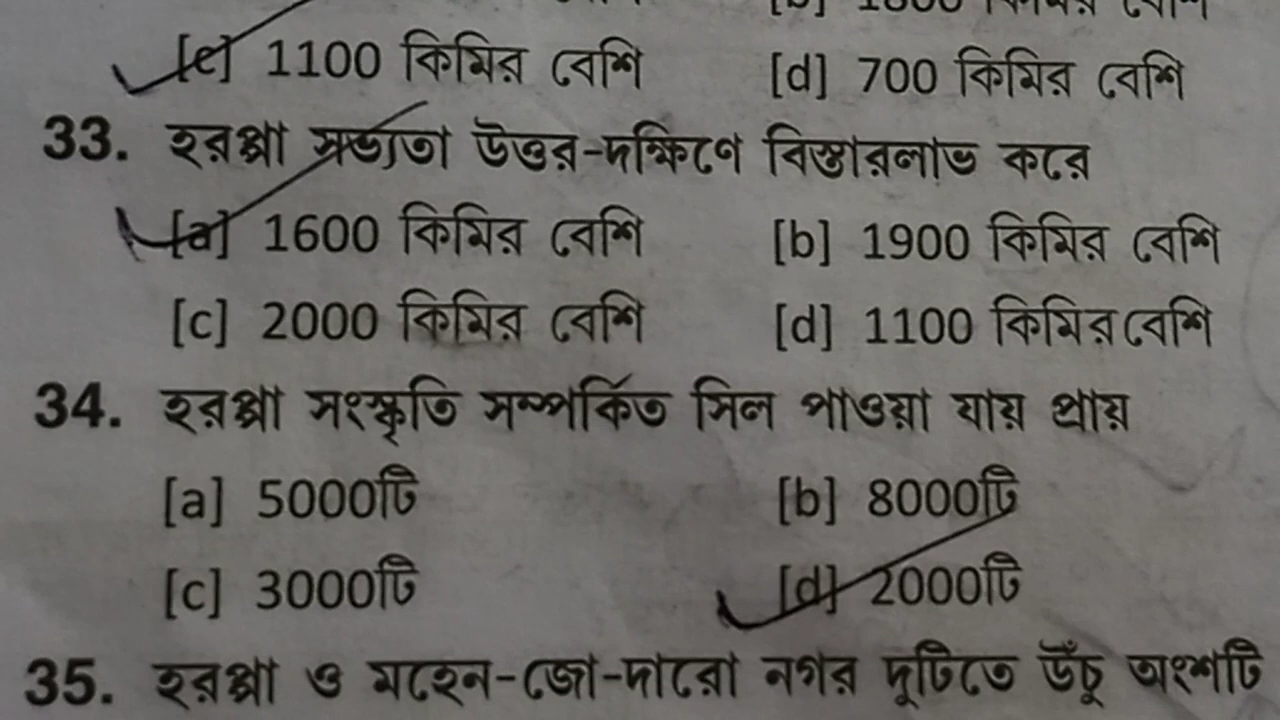 [c] 1100 কিমির বেশি [d] 700 কিমির বেশি
33. হরপ্পা সভ্যতা উত্তর-দক্ষিণে বিস্তারলাভ করে
[a] 1600 কিমির বেশি [b] 1900 কিমির বেশি
[c] 2000 কিমির বেশি [d] 1100 কিমির বেশি
34. হরপ্পা সংস্কৃতি সম্পর্কিত সিল পাওয়া যায় প্রায়
[a] 5000টি [b] 8000টি
[c] 3000টি [d] 2000টি
35. হরপ্পা ও মহেন-জো-দারো নগর দুটিতে উঁচু অংশটি